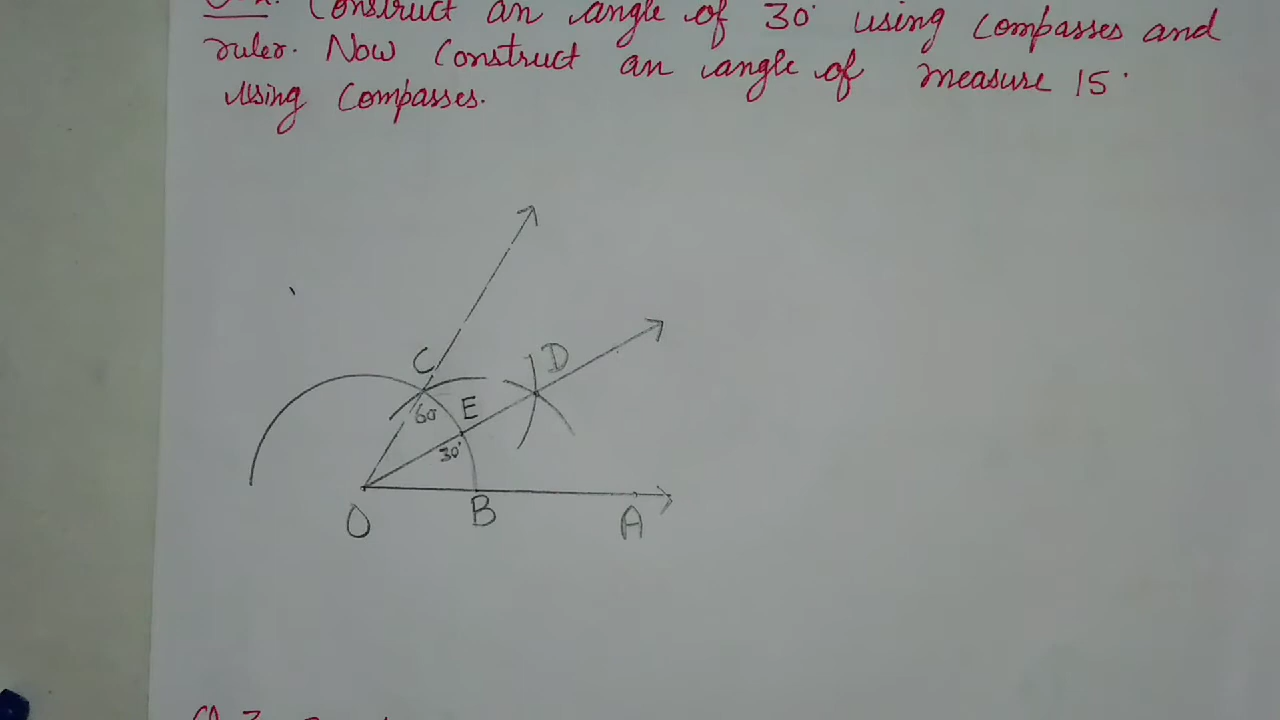 Construct an angle of 30° using Compasses and
ruler. Now Construct an angle of measure 15°
using Compasses.
C
D
60
E
30°
O
B
A